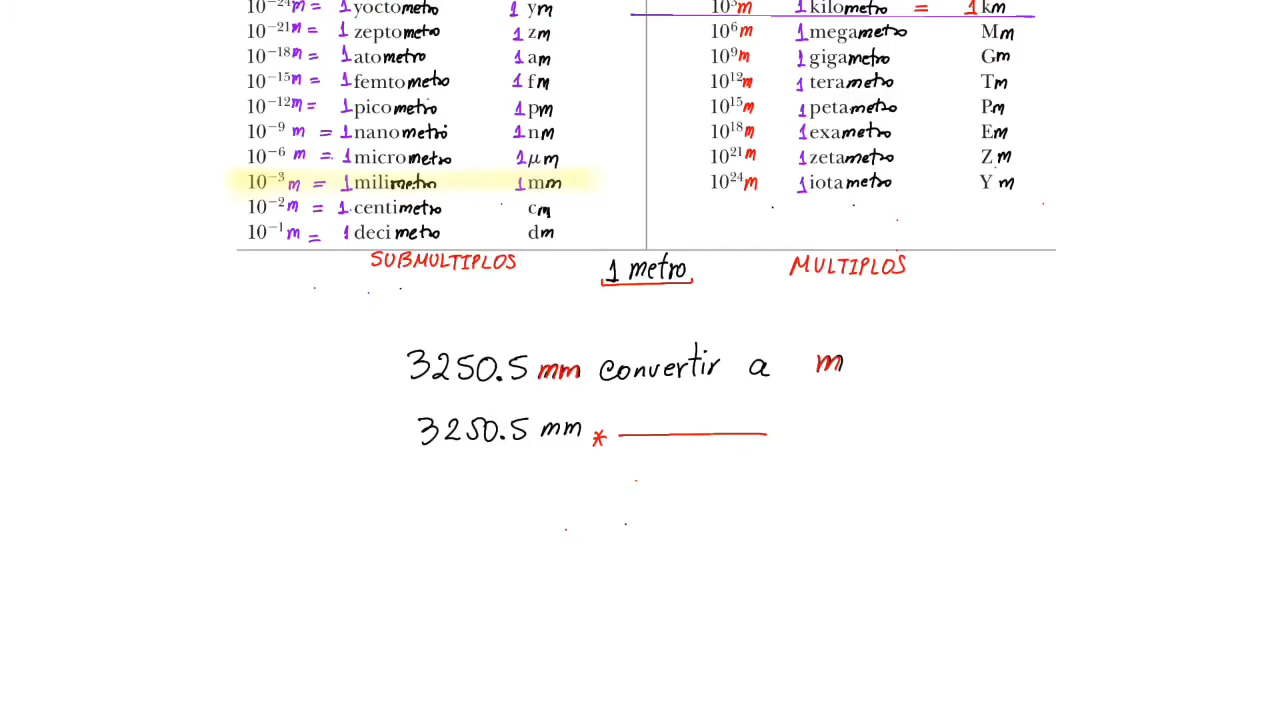 10⁻²⁴m = 1 yoctometro 1 ym
10⁻²¹m = 1 zeptometro 1 zm
10⁻¹⁸m = 1 atometro 1 am
10⁻¹⁵m = 1 femtometro 1 fm
10⁻¹²m = 1 picometro 1 pm
10⁻⁹ m = 1 nanometro 1 nm
10⁻⁶ m = 1 micrometro 1 μm
10⁻³ m = 1 milimetro 1 mm
10⁻² m = 1 centimetro cm
10⁻¹ m = 1 decimetro dm
SUBMULTIPLOS
10³m 1 kilometro = 1 km
10⁶ m 1 megametro Mm
10⁹ m 1 gigametro Gm
10¹² m 1 terametro Tm
10¹⁵ m 1 petametro Pm
10¹⁸ m 1 exametro Em
10²¹ m 1 zetametro Zm
10²⁴ m 1 iotametro Ym
MULTIPLOS
1 metro
3250.5 mm convertir a m
3250.5 mm *